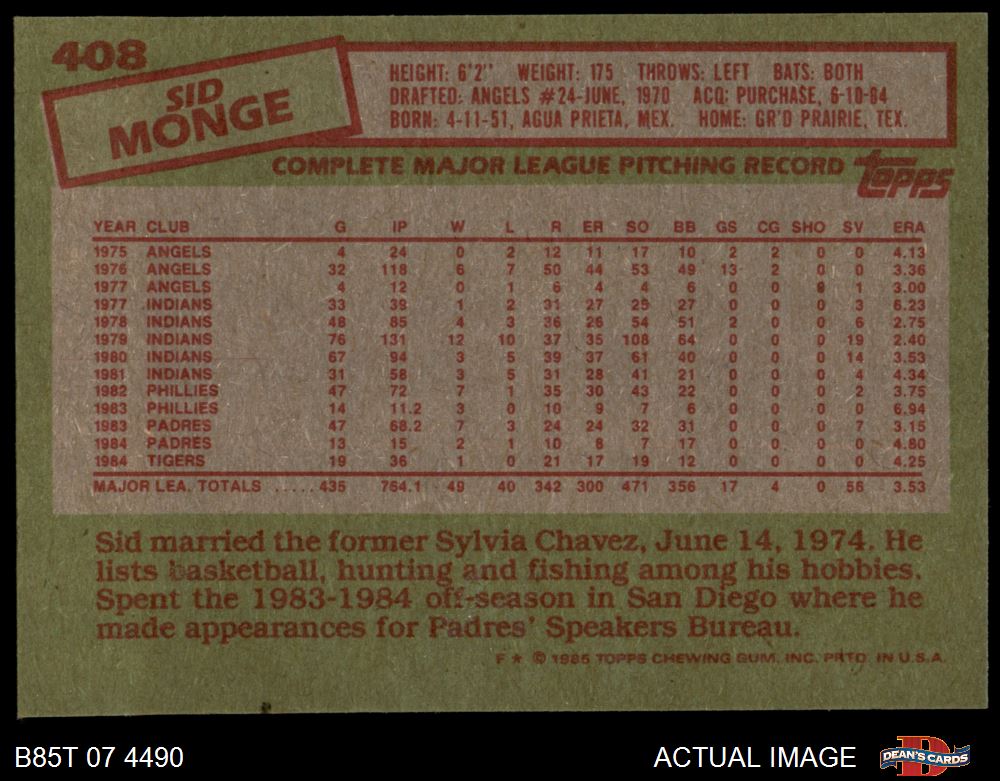 408
SID
MONGE
HEIGHT: 6'2" WEIGHT: 175 THROWS: LEFT BATS: BOTH
DRAFTED: ANGELS #24-JUNE, 1970 ACQ: PURCHASE, 6-10-84
BORN: 4-11-51, AGUA PRIETA, MEX. HOME: GR'D PRAIRIE, TEX.
COMPLETE MAJOR LEAGUE PITCHING RECORD topps
YEAR CLUB G IP W L R ER SO BB GS CG SHO SV ERA
1975 ANGELS 4 24 0 2 12 11 17 10 2 2 0 0 4.13
1976 ANGELS 32 118 6 7 50 44 53 49 13 2 0 0 3.36
1977 ANGELS 4 12 0 1 6 4 4 6 0 0 0 1 3.00
1977 INDIANS 33 39 1 2 31 27 25 27 0 0 0 3 6.23
1978 INDIANS 48 85 4 3 36 26 54 51 2 0 0 6 2.75
1979 INDIANS 76 131 12 10 37 35 108 64 0 0 0 19 2.40
1980 INDIANS 67 94 3 5 39 37 61 40 0 0 0 14 3.53
1981 INDIANS 31 58 3 5 31 28 41 21 0 0 0 4 4.34
1982 PHILLIES 47 72 7 1 35 30 43 22 0 0 0 2 3.75
1983 PHILLIES 14 11.2 3 0 10 9 7 6 0 0 0 0 6.94
1983 PADRES 47 68.2 7 3 24 24 32 31 0 0 0 7 3.15
1984 PADRES 13 15 2 1 10 8 7 17 0 0 0 0 4.80
1984 TIGERS 19 36 1 0 21 17 19 12 0 0 0 0 4.25
MAJOR LEA. TOTALS .....435 764.1 49 40 342 300 471 356 17 4 0 56 3.53
Sid married the former Sylvia Chavez, June 14, 1974. He
lists basketball, hunting and fishing among his hobbies.
Spent the 1983-1984 off-season in San Diego where he
made appearances for Padres' Speakers Bureau.
F * © 1985 TOPPS CHEWING GUM, INC. PRTD. IN U.S.A.
B85T 07 4490 ACTUAL IMAGE DEAN'S CARDS